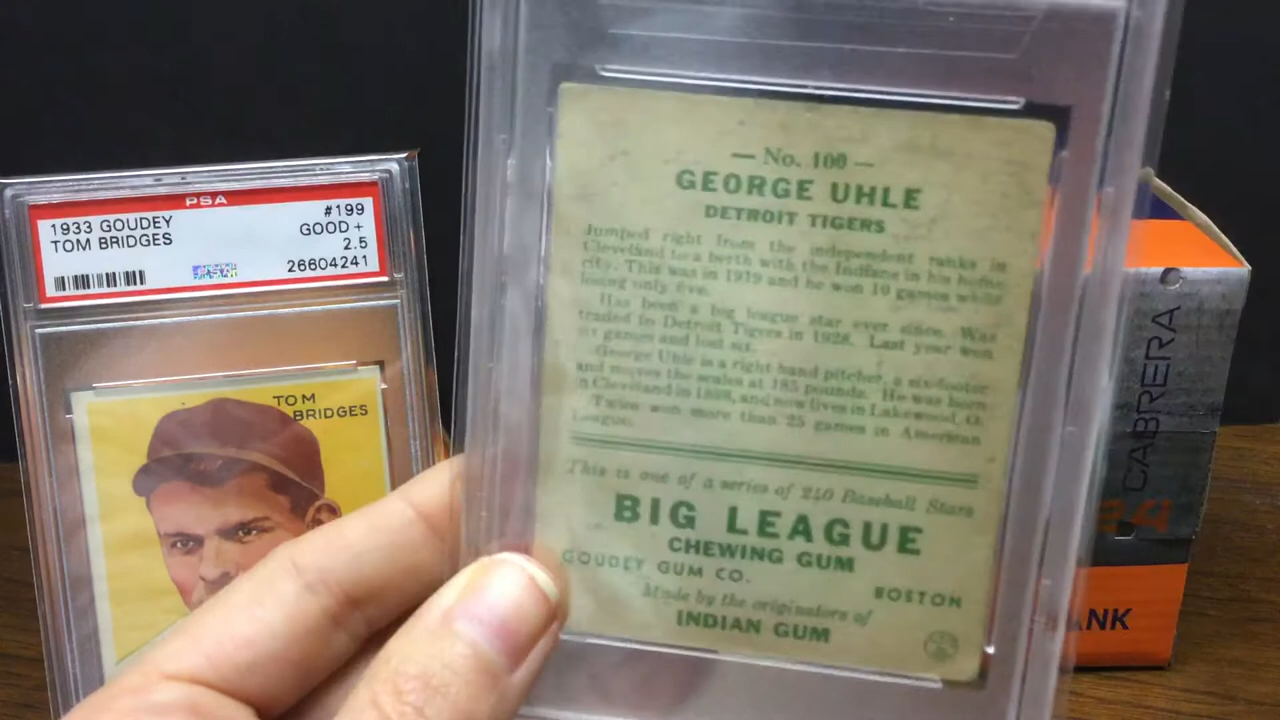 PSA
1933 GOUDEY #199
TOM BRIDGES GOOD +
2.5
26604241
TOM
BRIDGES
— No. 100 —
GEORGE UHLE
DETROIT TIGERS
Jumped right from the independent ranks in
Cleveland to a berth with the Indians in his home
city. This was in 1919 and he won 10 games while
losing only five.
Has been a big league star ever since. Was
traded to Detroit Tigers in 1928. Last year won
six games and lost six.
George Uhle is a right hand pitcher, a six-footer
and moves the scales at 185 pounds. He was born
in Cleveland in 1898, and now lives in Lakewood, O.
Twice won more than 25 games in American
League.
This is one of a series of 240 Baseball Stars
BIG LEAGUE
CHEWING GUM
GOUDEY GUM CO. BOSTON
Made by the originators of
INDIAN GUM
CABRERA
24